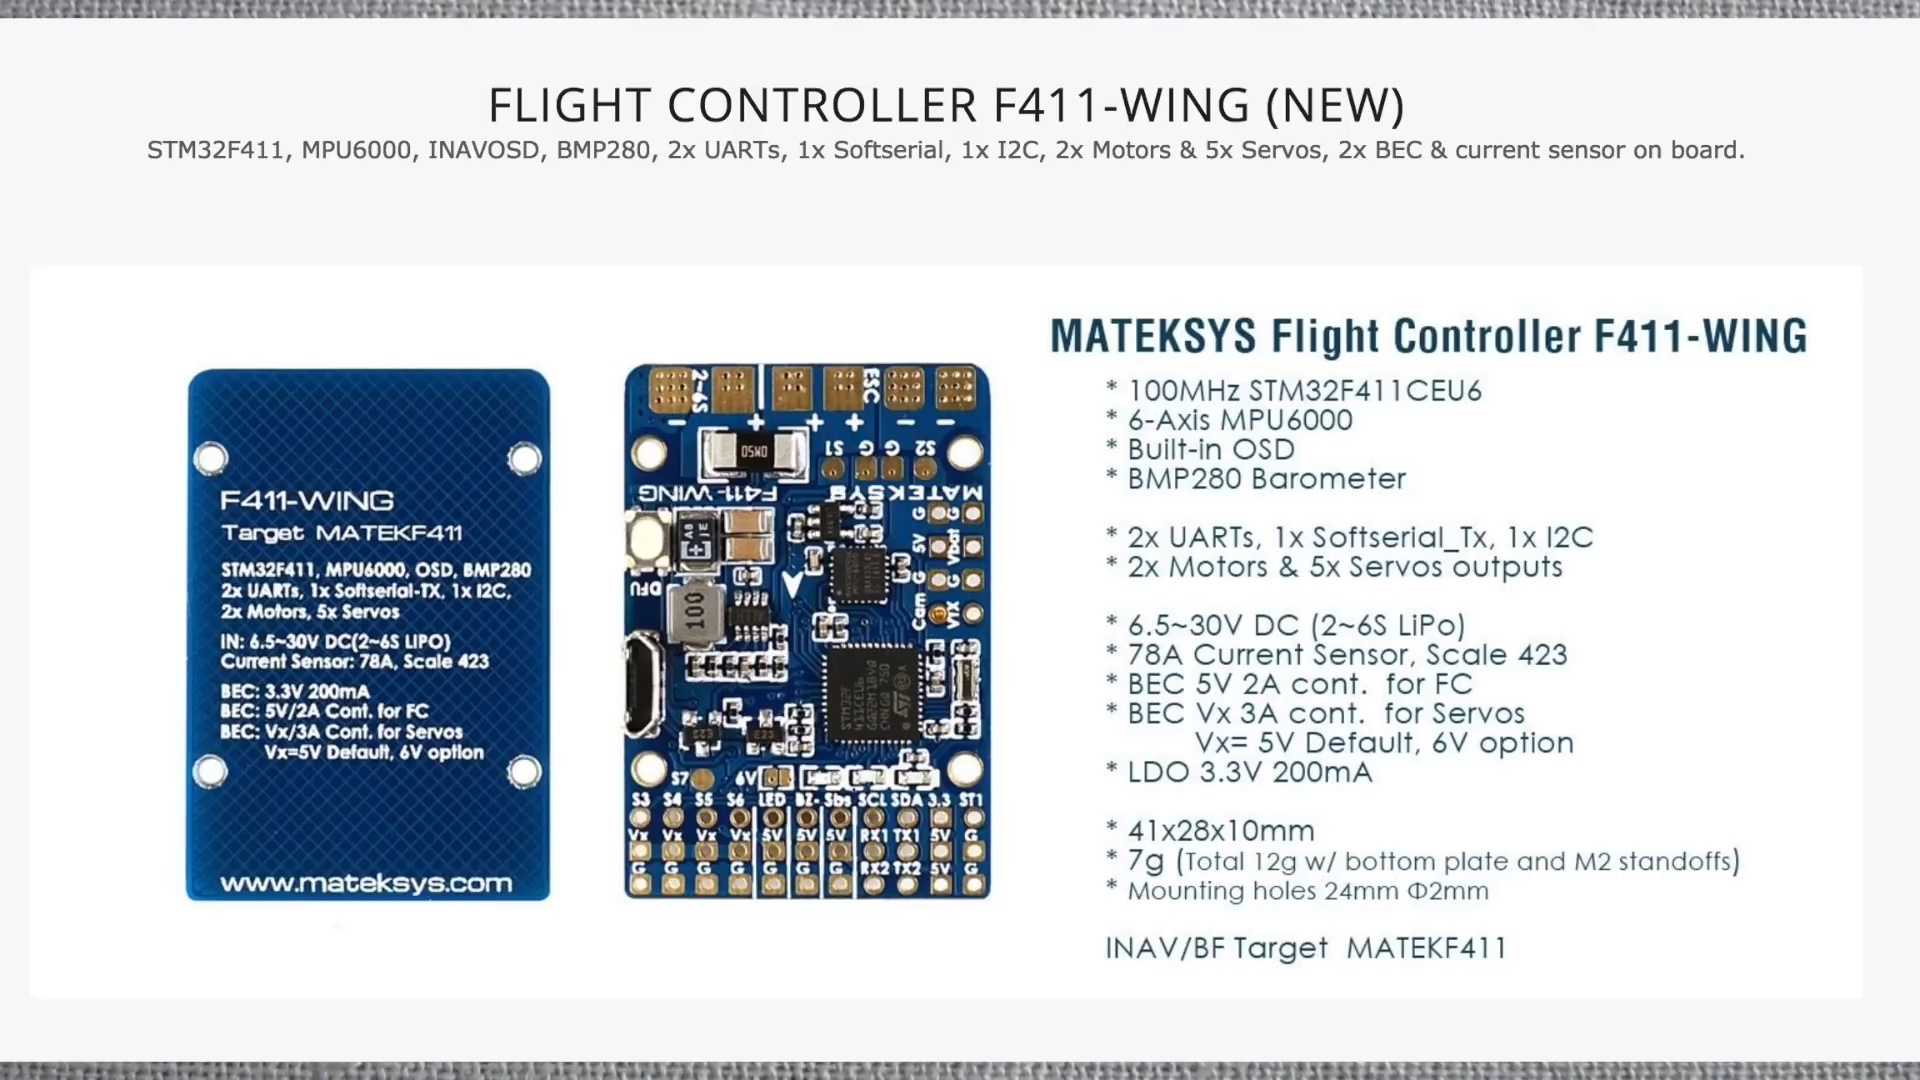 FLIGHT CONTROLLER F411-WING (NEW)
STM32F411, MPU6000, INAVOSD, BMP280, 2x UARTs, 1x Softserial, 1x I2C, 2x Motors & 5x Servos, 2x BEC & current sensor on board.
F411-WING
Target MATEKF411
STM32F411, MPU6000, OSD, BMP280
2x UARTs, 1x Softserial-TX, 1x I2C,
2x Motors, 5x Servos
IN: 6.5~30V DC(2~6S LIPO)
Current Sensor: 78A, Scale 423
BEC: 3.3V 200mA
BEC: 5V/2A Cont. for FC
BEC: Vx/3A Cont. for Servos
Vx=5V Default, 6V option
www.mateksys.com
2-6S
ESC
- + + + - -
0M50
S1 G G S2
F411-WING
MATEKSYS
G
5V Vbat
G G
Cam VTX
DFU
100
S7 6V
S3 S4 S5 S6 LED BZ- Sbs SCL SDA 3.3 ST1
Vx Vx Vx Vx 5V 5V 5V RX1 TX1 5V G
G G G G G G G RX2 TX2 5V G
MATEKSYS Flight Controller F411-WING
* 100MHz STM32F411CEU6
* 6-Axis MPU6000
* Built-in OSD
* BMP280 Barometer
* 2x UARTs, 1x Softserial_Tx, 1x I2C
* 2x Motors & 5x Servos outputs
* 6.5~30V DC (2~6S LiPo)
* 78A Current Sensor, Scale 423
* BEC 5V 2A cont. for FC
* BEC Vx 3A cont. for Servos
Vx= 5V Default, 6V option
* LDO 3.3V 200mA
* 41x28x10mm
* 7g (Total 12g w/ bottom plate and M2 standoffs)
* Mounting holes 24mm Φ2mm
INAV/BF Target MATEKF411